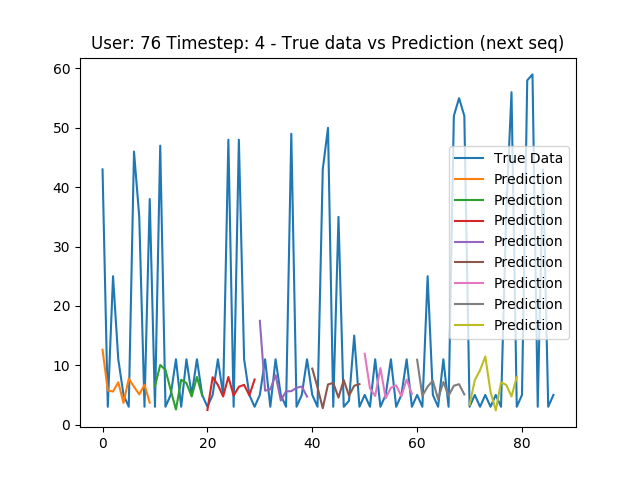 User: 76 Timestep: 4 - True data vs Prediction (next seq)
60
50
40
30
20
10
0
True Data
Prediction
Prediction
Prediction
Prediction
Prediction
Prediction
Prediction
Prediction
0
20
40
60
80